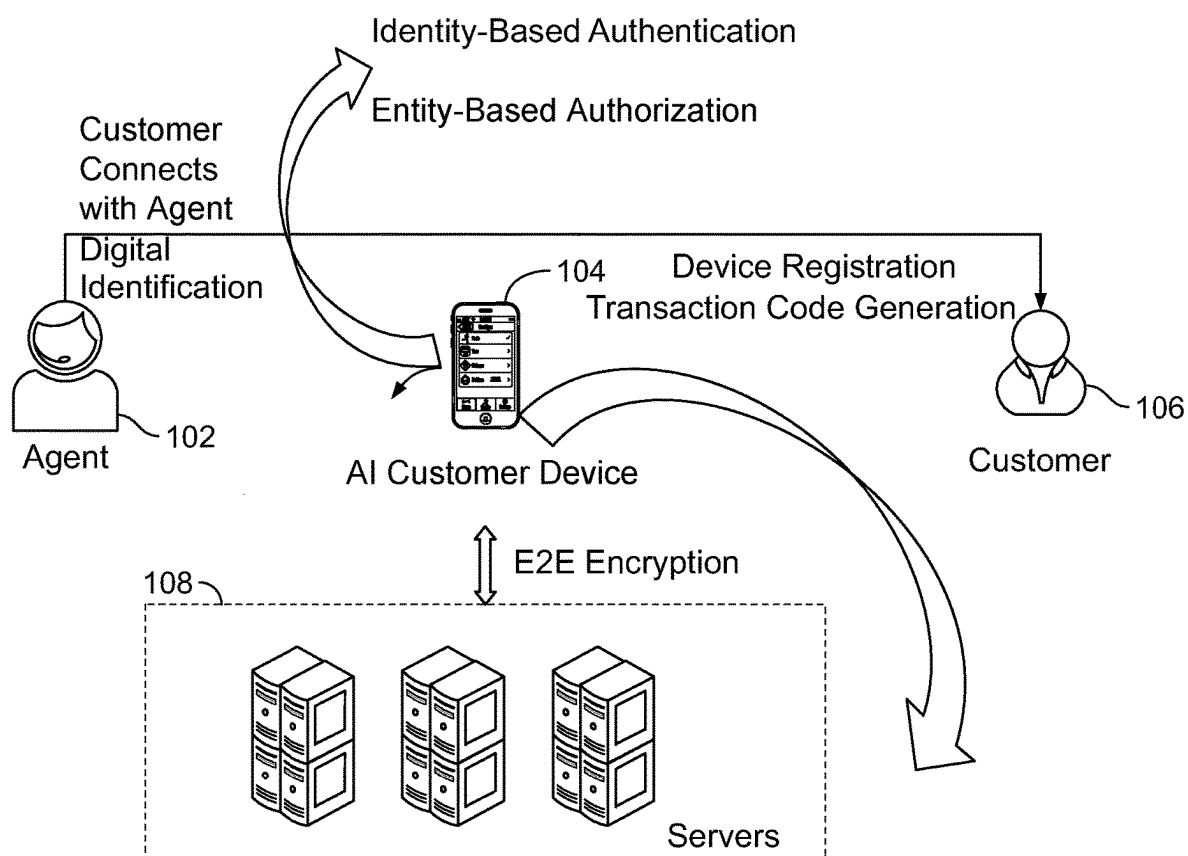 Identity-Based Authentication
Entity-Based Authorization
Customer
Connects
with Agent
Digital
Identification
104
Device Registration
Transaction Code Generation
102
Agent
AI Customer Device
106
Customer
E2E Encryption
108
Servers